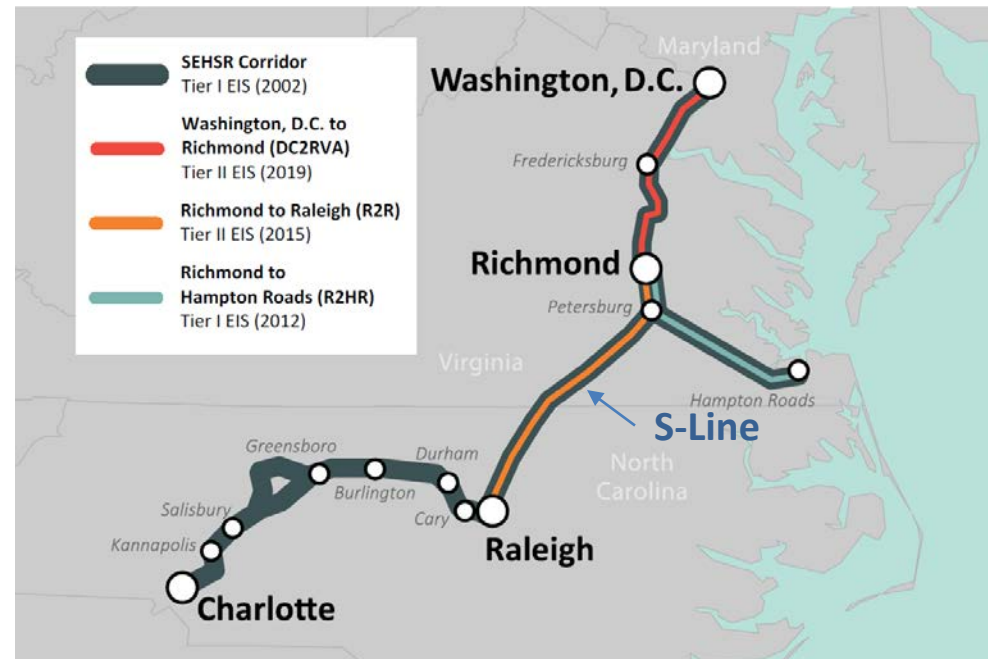 SEHSR Corridor
Tier I EIS (2002)
Washington, D.C. to
Richmond (DC2RVA)
Tier II EIS (2019)
Richmond to Raleigh (R2R)
Tier II EIS (2015)
Richmond to
Hampton Roads (R2HR)
Tier I EIS (2012)
Maryland
Washington, D.C.
Fredericksburg
Richmond
Petersburg
Virginia
Hampton Roads
S-Line
North
Carolina
Greensboro
Durham
Burlington
Salisbury
Cary
Kannapolis
Raleigh
Charlotte